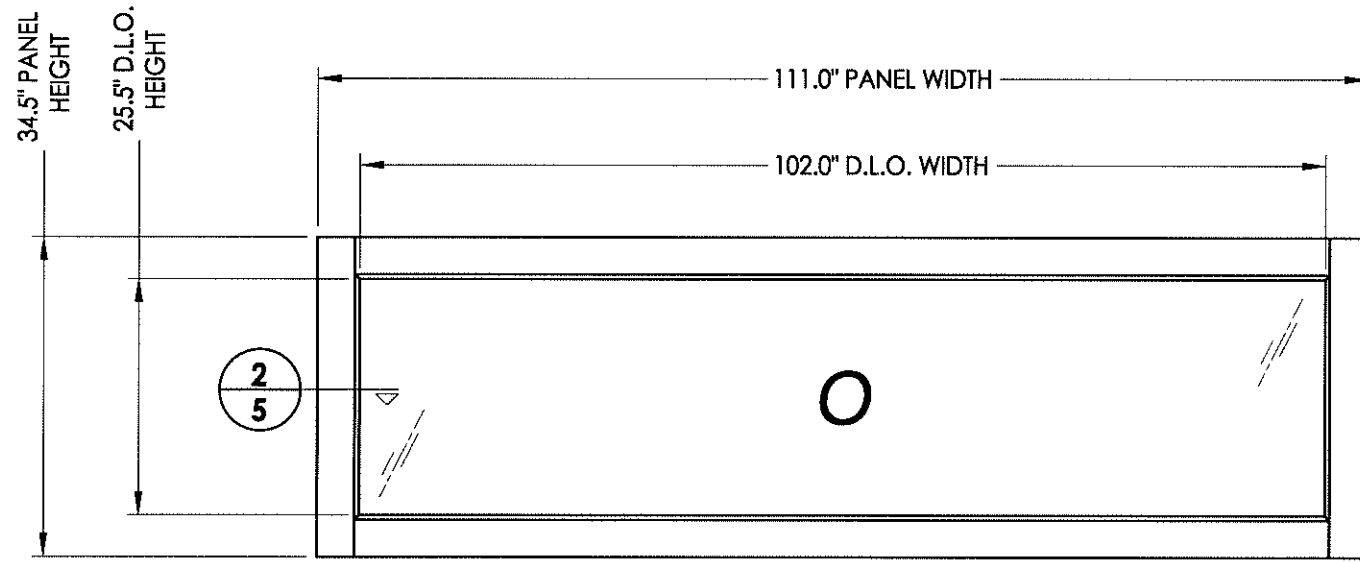 34.5" PANEL
HEIGHT
25.5" D.L.O.
HEIGHT
111.0" PANEL WIDTH
102.0" D.L.O. WIDTH
2
5
O